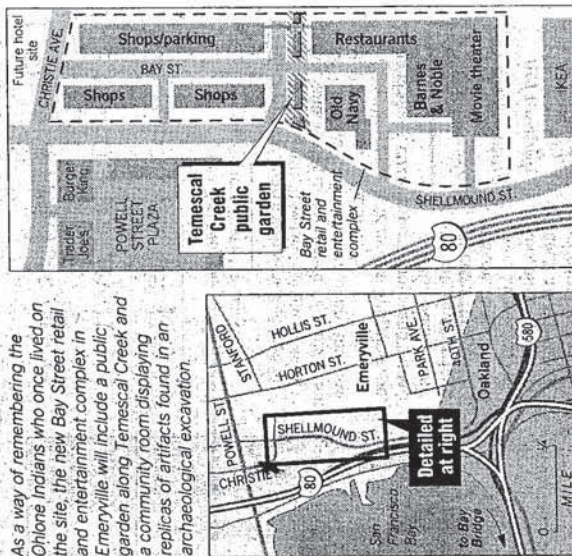 As a way of remembering the
Ohlone Indians who once lived on
the site, the new Bay Street retail
and entertainment complex in
Emeryville will include a public
garden along Temescal Creek and
a community room displaying
replicas of artifacts found in an
archaeological excavation.
STANFORD
POWELL ST.
HOLLIS ST.
HORTON ST.
Emeryville
PARK AVE.
40TH ST.
Oakland
580
SHELLMOUND ST.
CHRISTIE
80
Detailed
at right
San
Francisco
Bay
to Bay
Bridge
0
1/4
MILE
Future hotel
site
CHRISTIE AVE.
Shops/parking
BAY ST.
Shops
Shops
Restaurants
Old
Navy
Barnes
& Noble
Movie theater
IKEA
Trader
Joe's
Burger
King
POWELL
STREET
PLAZA
Temescal
Creek
public
garden
Bay Street
retail and
entertainment
complex
SHELLMOUND ST.
80